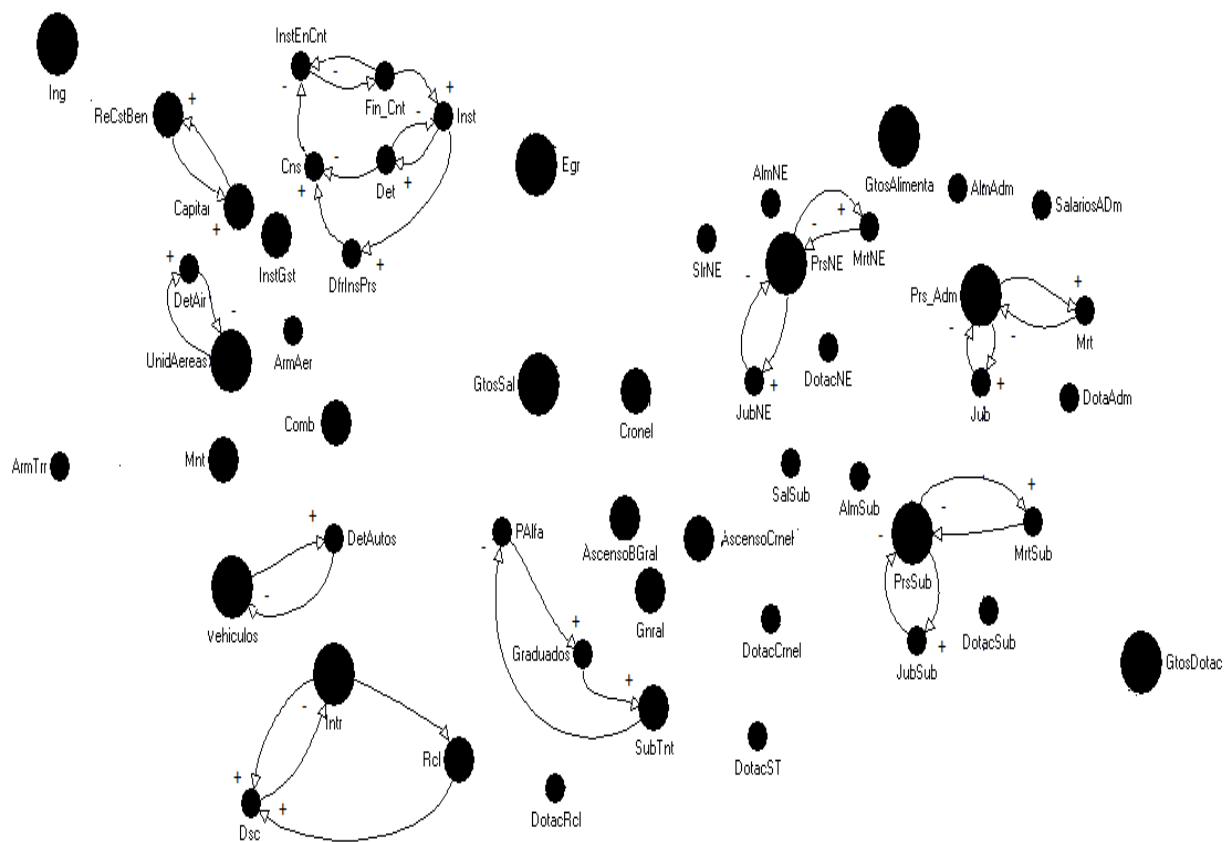 InstEnCnt
Ing
Fin_Cnt
Inst
ReCstBen
Cns
Det
Egr
Capitar
InstGst
DfrInsPrs
AlmNE
GtosAlimenta
AlmAdm
SalariosADm
SlrNE
PrsNE
MrtNE
DetAir
Prs_Adm
Mrt
UnidAereas
ArmAer
GtosSal
DotacNE
JubNE
Cronel
Jub
DotaAdm
Comb
ArmTrr
Mnt
SalSub
AlmSub
PAlfa
DetAutos
AscensoBGral
AscensoCrnel
MrtSub
PrsSub
vehiculos
Gnral
DotacCrnel
DotacSub
Graduados
JubSub
GtosDotac
Intr
SubTnt
Rcl
DotacST
Dsc
DotacRcl